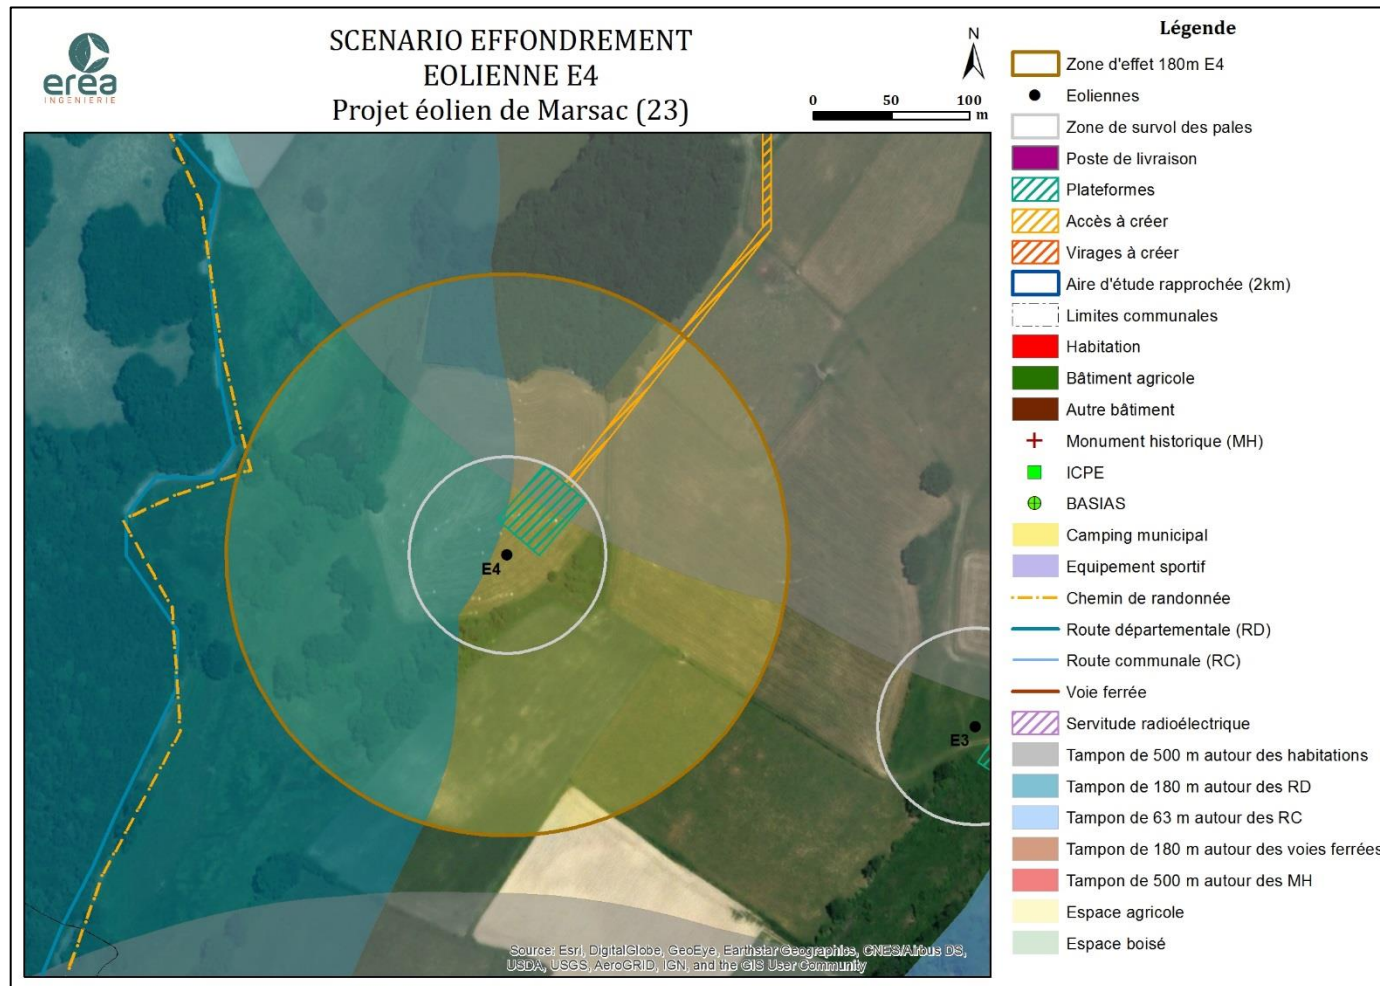 erea
INGENIERIE
SCENARIO EFFONDREMENT
EOLIENNE E4
Projet éolien de Marsac (23)
N
0 50 100
m
E4
E3
Source: Esri, DigitalGlobe, GeoEye, Earthstar Geographics, CNES/Airbus DS,
USDA, USGS, AeroGRID, IGN, and the GIS User Community
Légende
Zone d'effet 180m E4
Eoliennes
Zone de survol des pales
Poste de livraison
Plateformes
Accès à créer
Virages à créer
Aire d'étude rapprochée (2km)
Limites communales
Habitation
Bâtiment agricole
Autre bâtiment
Monument historique (MH)
ICPE
BASIAS
Camping municipal
Equipement sportif
Chemin de randonnée
Route départementale (RD)
Route communale (RC)
Voie ferrée
Servitude radioélectrique
Tampon de 500 m autour des habitations
Tampon de 180 m autour des RD
Tampon de 63 m autour des RC
Tampon de 180 m autour des voies ferrées
Tampon de 500 m autour des MH
Espace agricole
Espace boisé